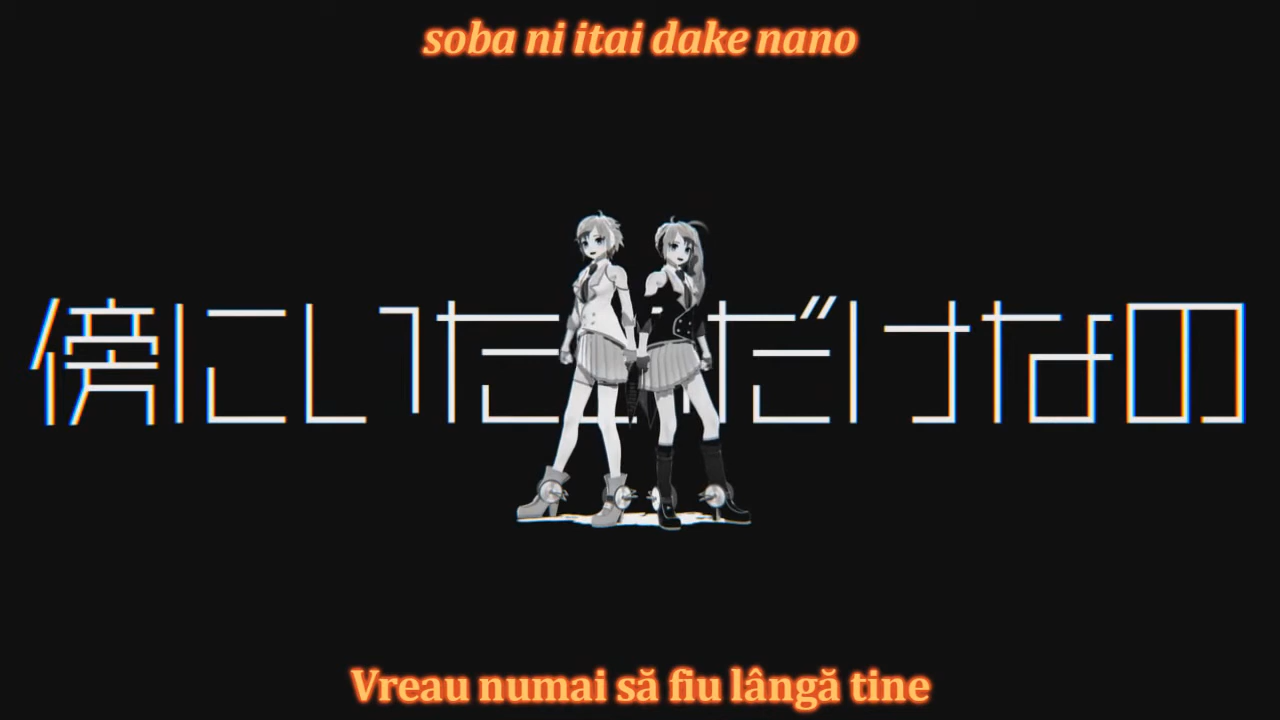 soba ni itai dake nano
傍にいたいだけなの
Vreau numai să fiu lângă tine